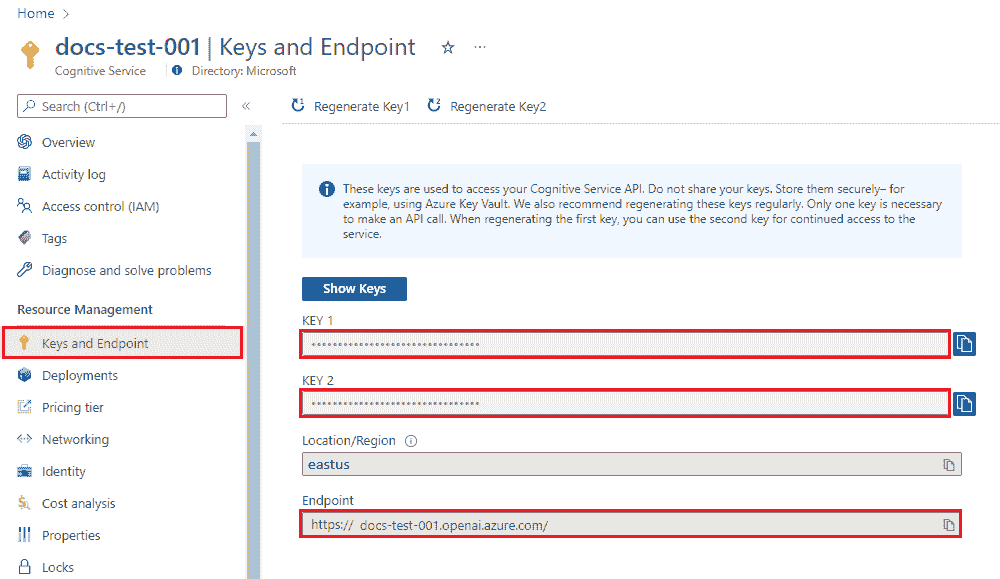 Home >
docs-test-001 | Keys and Endpoint ☆ ...
Cognitive Service Directory: Microsoft
Search (Ctrl+/) «
Regenerate Key1 Regenerate Key2
Overview
Activity log
Access control (IAM)
Tags
Diagnose and solve problems
Resource Management
Keys and Endpoint
Deployments
Pricing tier
Networking
Identity
Cost analysis
Properties
Locks
These keys are used to access your Cognitive Service API. Do not share your keys. Store them securely– for
example, using Azure Key Vault. We also recommend regenerating these keys regularly. Only one key is necessary
to make an API call. When regenerating the first key, you can use the second key for continued access to the
service.
Show Keys
KEY 1
••••••••••••••••••••••••••••••••
KEY 2
••••••••••••••••••••••••••••••••
Location/Region
eastus
Endpoint
https:// docs-test-001.openai.azure.com/